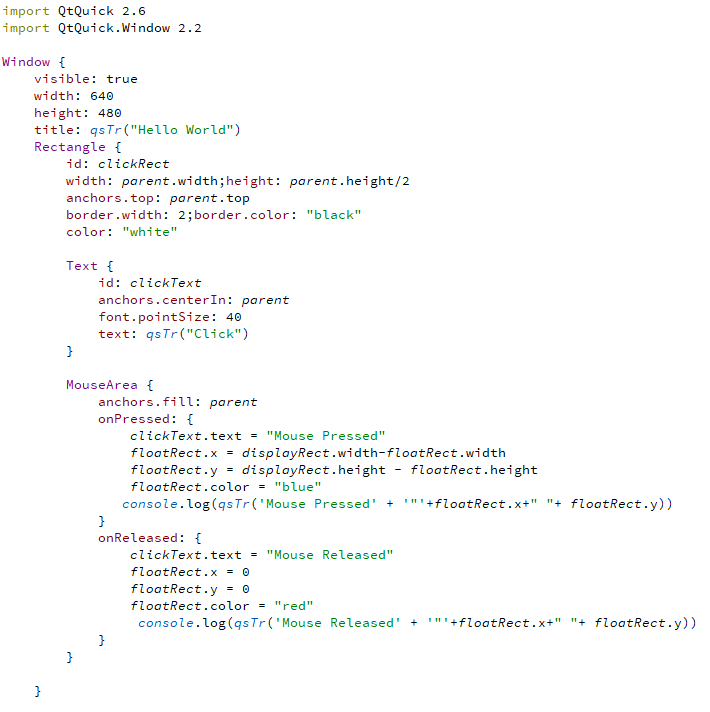 import QtQuick 2.6
import QtQuick.Window 2.2

Window {
    visible: true
    width: 640
    height: 480
    title: qsTr("Hello World")
    Rectangle {
        id: clickRect
        width: parent.width;height: parent.height/2
        anchors.top: parent.top
        border.width: 2;border.color: "black"
        color: "white"

        Text {
            id: clickText
            anchors.centerIn: parent
            font.pointSize: 40
            text: qsTr("Click")
        }

        MouseArea {
            anchors.fill: parent
            onPressed: {
                clickText.text = "Mouse Pressed"
                floatRect.x = displayRect.width-floatRect.width
                floatRect.y = displayRect.height - floatRect.height
                floatRect.color = "blue"
               console.log(qsTr('Mouse Pressed' + '"'+floatRect.x+" "+ floatRect.y))
            }
            onReleased: {
                clickText.text = "Mouse Released"
                floatRect.x = 0
                floatRect.y = 0
                floatRect.color = "red"
                 console.log(qsTr('Mouse Released' + '"'+floatRect.x+" "+ floatRect.y))
            }
        }

    }